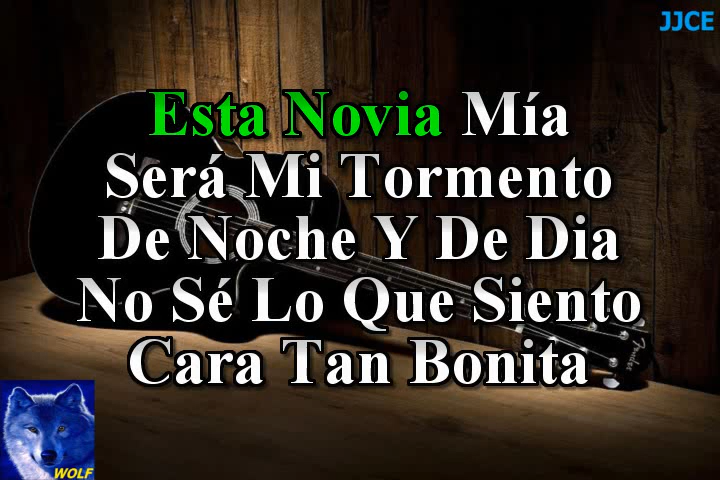 JJCE
Esta Novia Mía
Será Mi Tormento
De Noche Y De Dia
No Sé Lo Que Siento
Cara Tan Bonita
Fender
WOLF